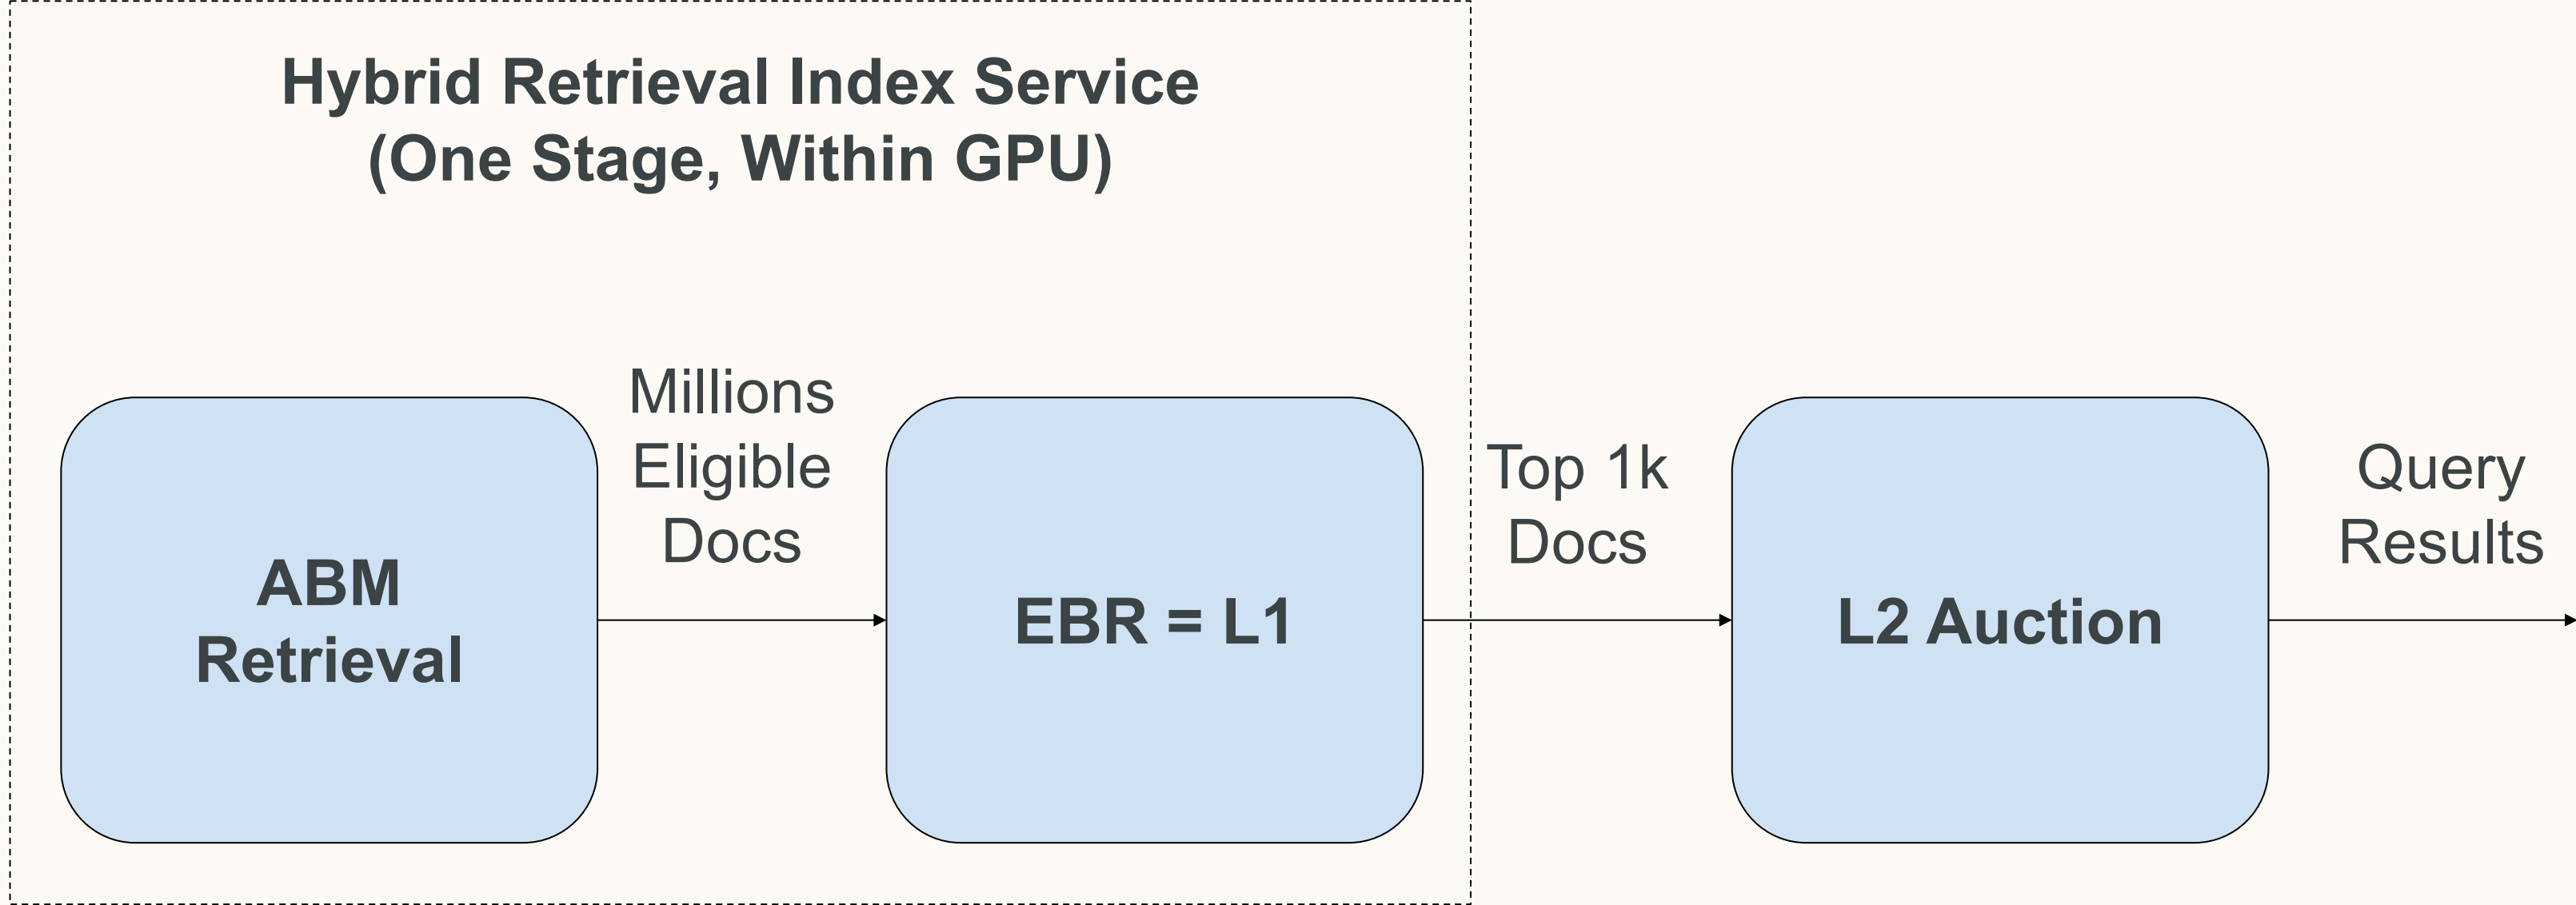 Hybrid Retrieval Index Service
(One Stage, Within GPU)
ABM
Retrieval
Millions
Eligible
Docs
EBR = L1
Top 1k
Docs
L2 Auction
Query
Results